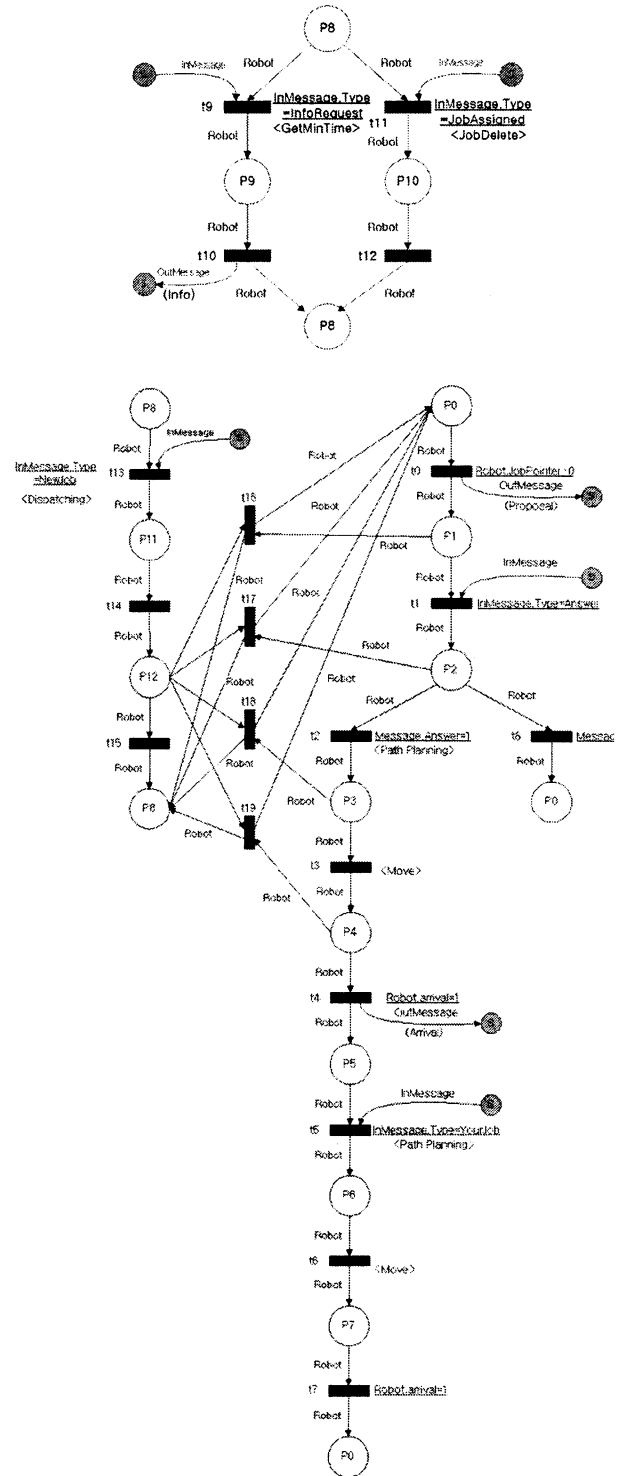 P8
InMessage
Robot
Robot
InMessage
t9
InMessage.Type
=InfoRequest
<GetMinTime>
t11
InMessage.Type
=JobAssigned
<JobDelete>
Robot
Robot
P9
P10
Robot
Robot
t10
t12
OutMessage
(Info)
Robot
Robot
P8
P8
P0
Robot
InMessage
Robot
Robot
InMessage.Type
=NewJob
t13
t0
Robot.JobPointer
OutMessage
<Dispatching>
Robot
t16
Robot
Robot
(Proposal)
P11
P1
Robot
InMessage
Robot
Robot
t14
t17
t1
InMessage.Type=Answer
Robot
Robot
Robot
P12
P2
Robot
Robot
t18
Robot
Robot
t15
t2
Message.Answer=1
<Path Planning>
Robot
Robot
Robot
t19
P3
Robot
P0
Robot
Robot
t3
<Move>
Robot
Robot
P4
Robot
t4
Robot.arrival=1
OutMessage
Robot
(Arrival)
P5
InMessage
Robot
t5
InMessage.Type=YourJob
<Path Planning>
Robot
P6
Robot
t6
<Move>
Robot
P7
Robot
t7
Robot.arrival=1
Robot
P0